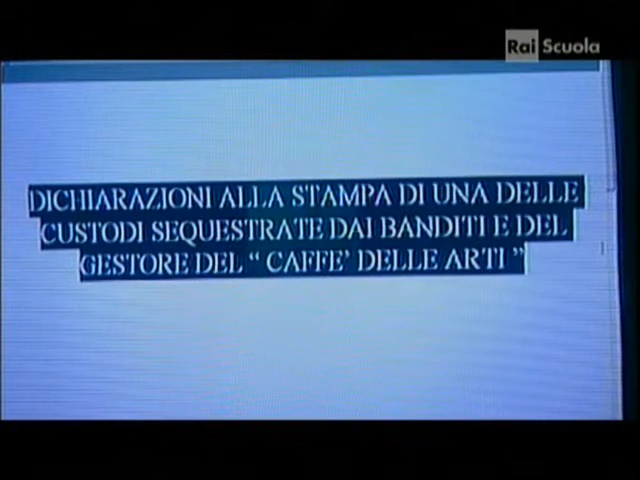 Rai Scuola
DICHIARAZIONI ALLA STAMPA DI UNA DELLE
CUSTODI SEQUESTRATE DAI BANDITI E DEL
GESTORE DEL “ CAFFE’ DELLE ARTI ”